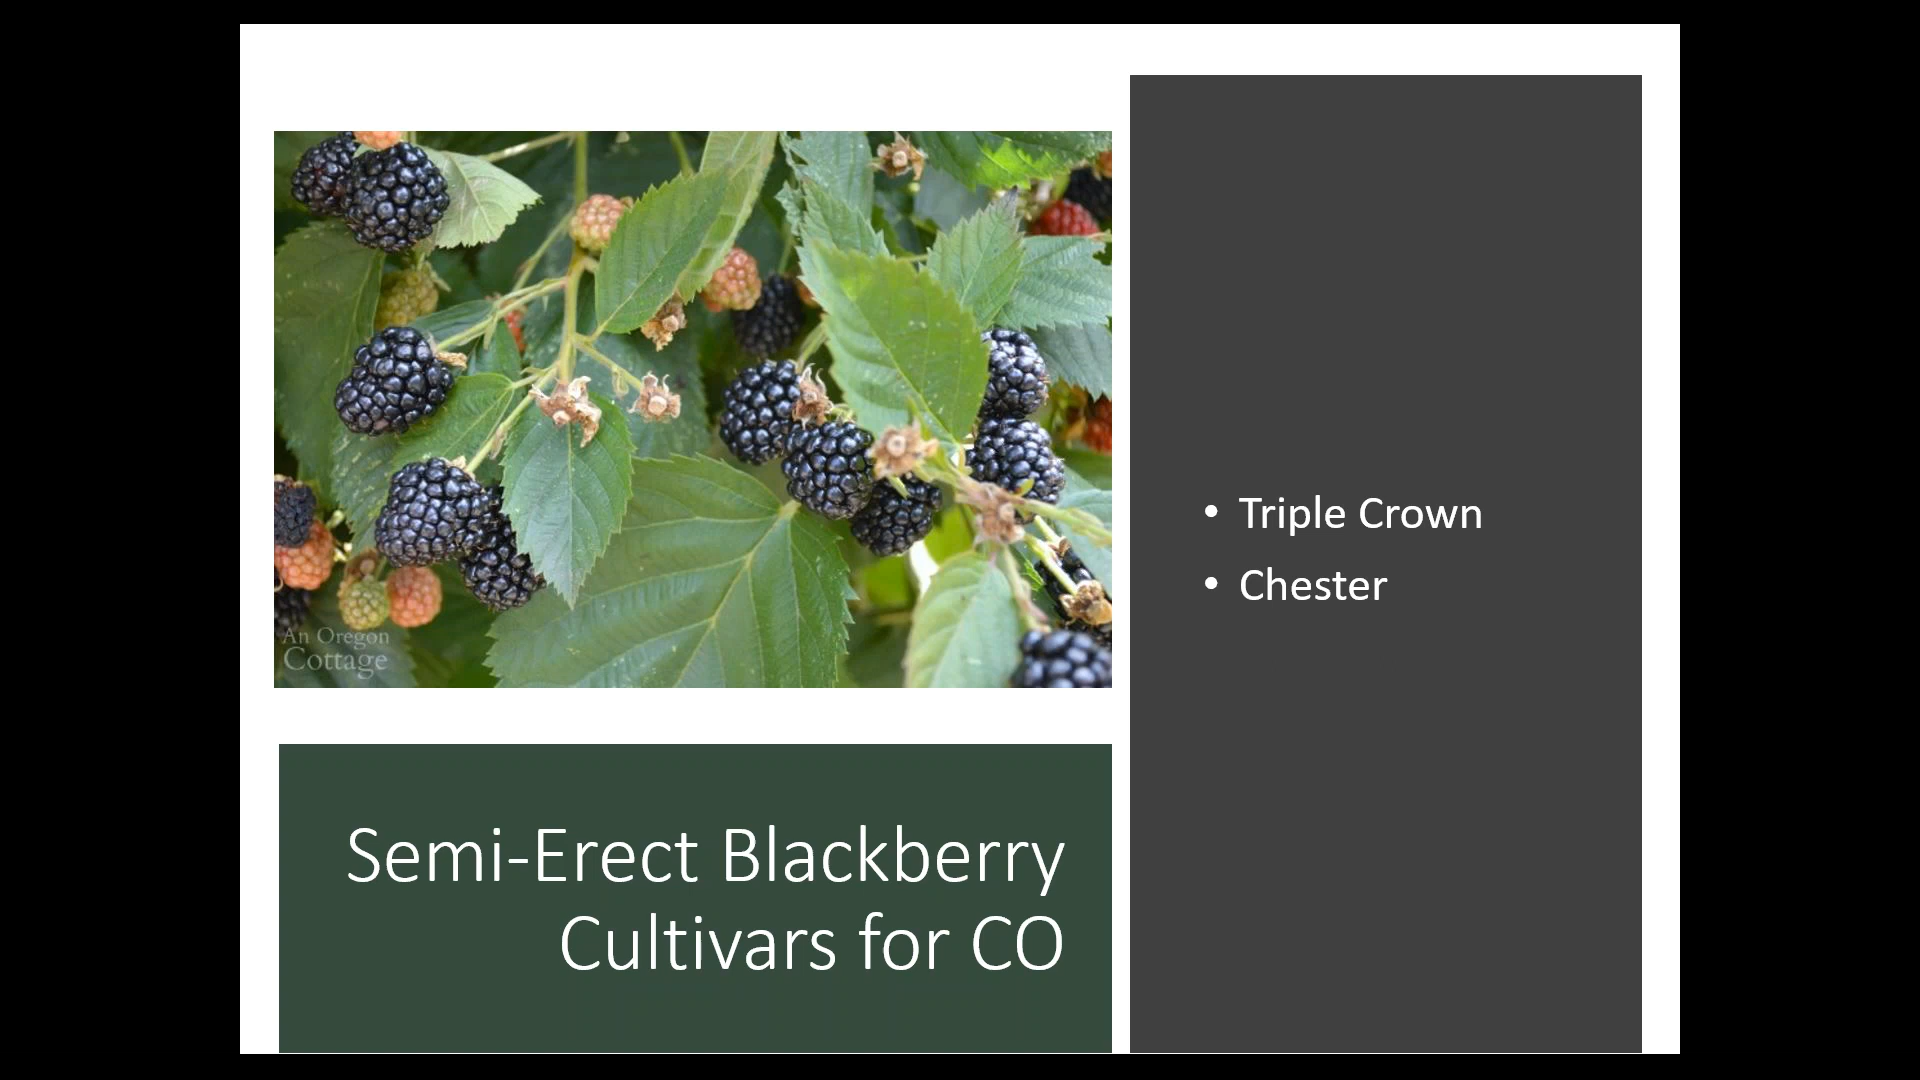 An Oregon
Cottage
• Triple Crown
• Chester
Semi-Erect Blackberry
Cultivars for CO